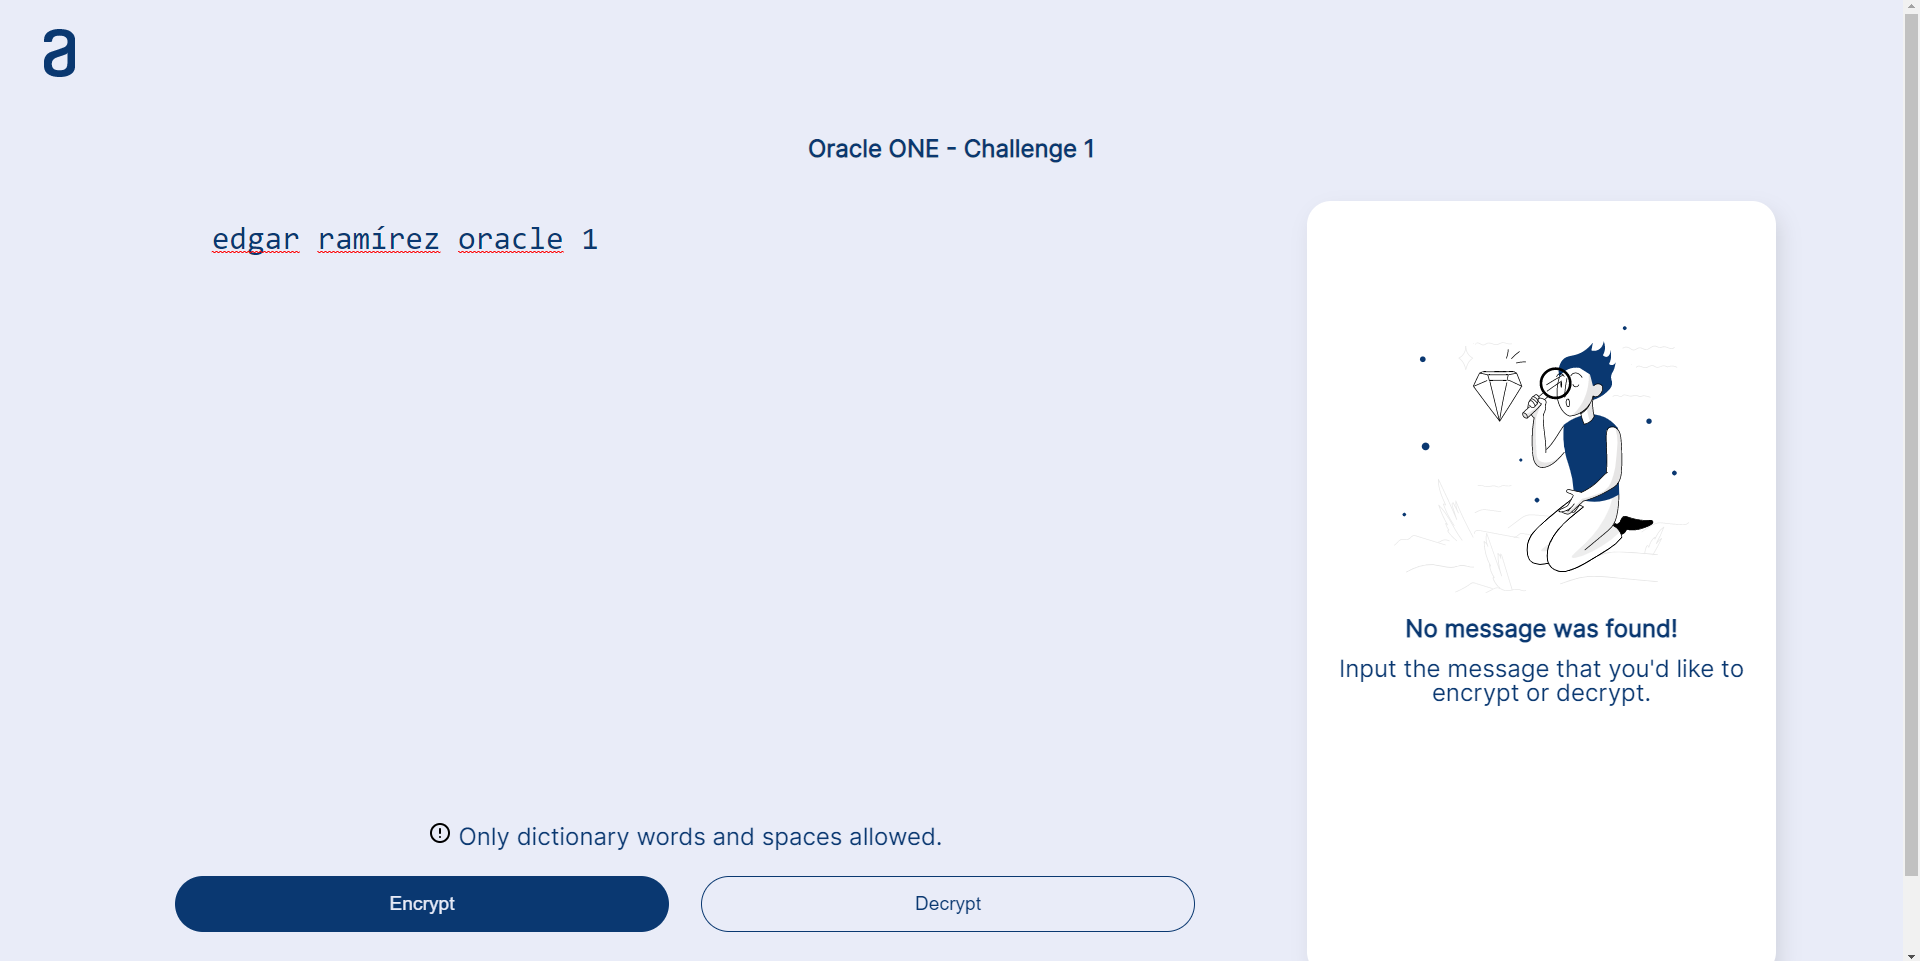 a
Oracle ONE - Challenge 1
edgar ramírez oracle 1
No message was found!
Input the message that you'd like to
encrypt or decrypt.
Only dictionary words and spaces allowed.
Encrypt
Decrypt